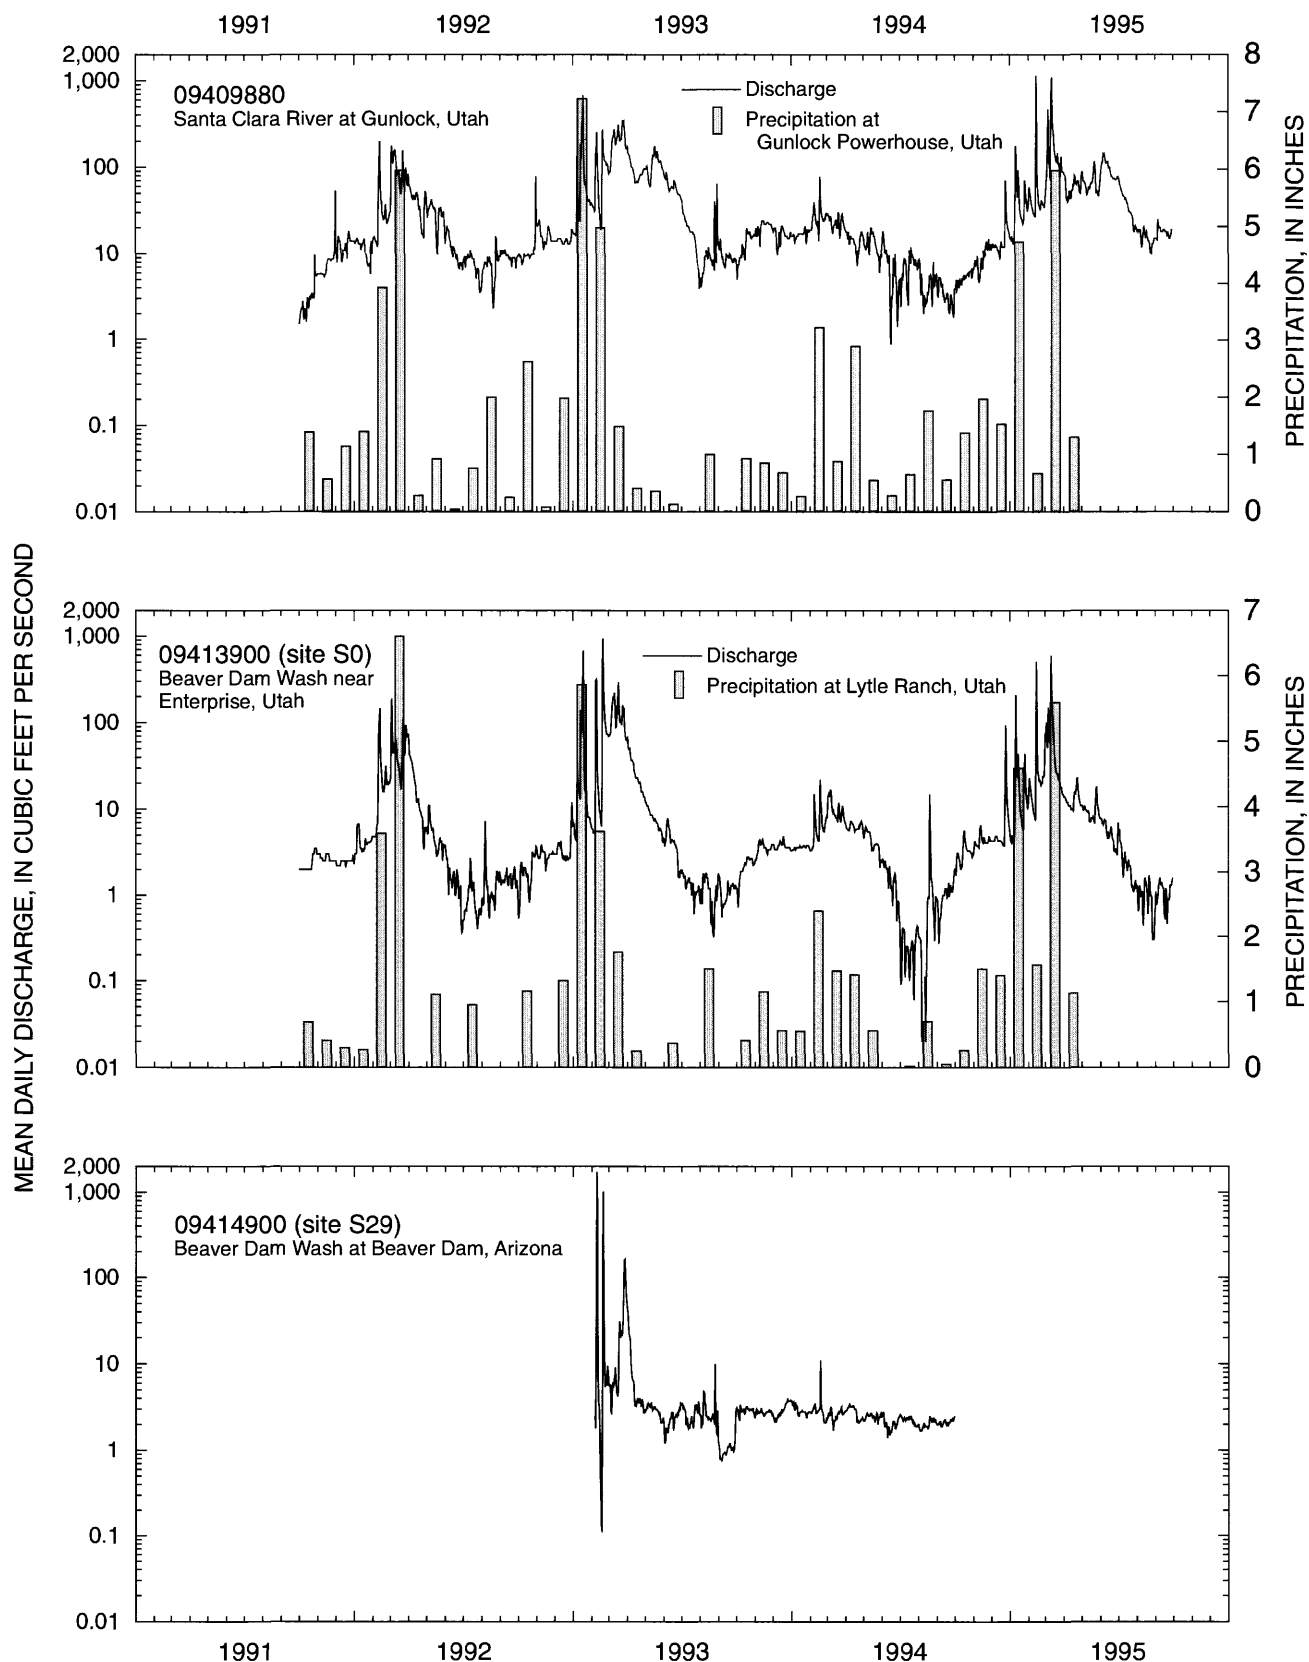 1991 1992 1993 1994 1995
MEAN DAILY DISCHARGE, IN CUBIC FEET PER SECOND
2,000
1,000
100
10
1
0.1
0.01
09409880
Santa Clara River at Gunlock, Utah
Discharge
Precipitation at
Gunlock Powerhouse, Utah
8
7
6
5
4
3
2
1
0
PRECIPITATION, IN INCHES
2,000
1,000
100
10
1
0.1
0.01
09413900 (site S0)
Beaver Dam Wash near
Enterprise, Utah
Discharge
Precipitation at Lytle Ranch, Utah
7
6
5
4
3
2
1
0
PRECIPITATION, IN INCHES
2,000
1,000
100
10
1
0.1
0.01
09414900 (site S29)
Beaver Dam Wash at Beaver Dam, Arizona
1991 1992 1993 1994 1995